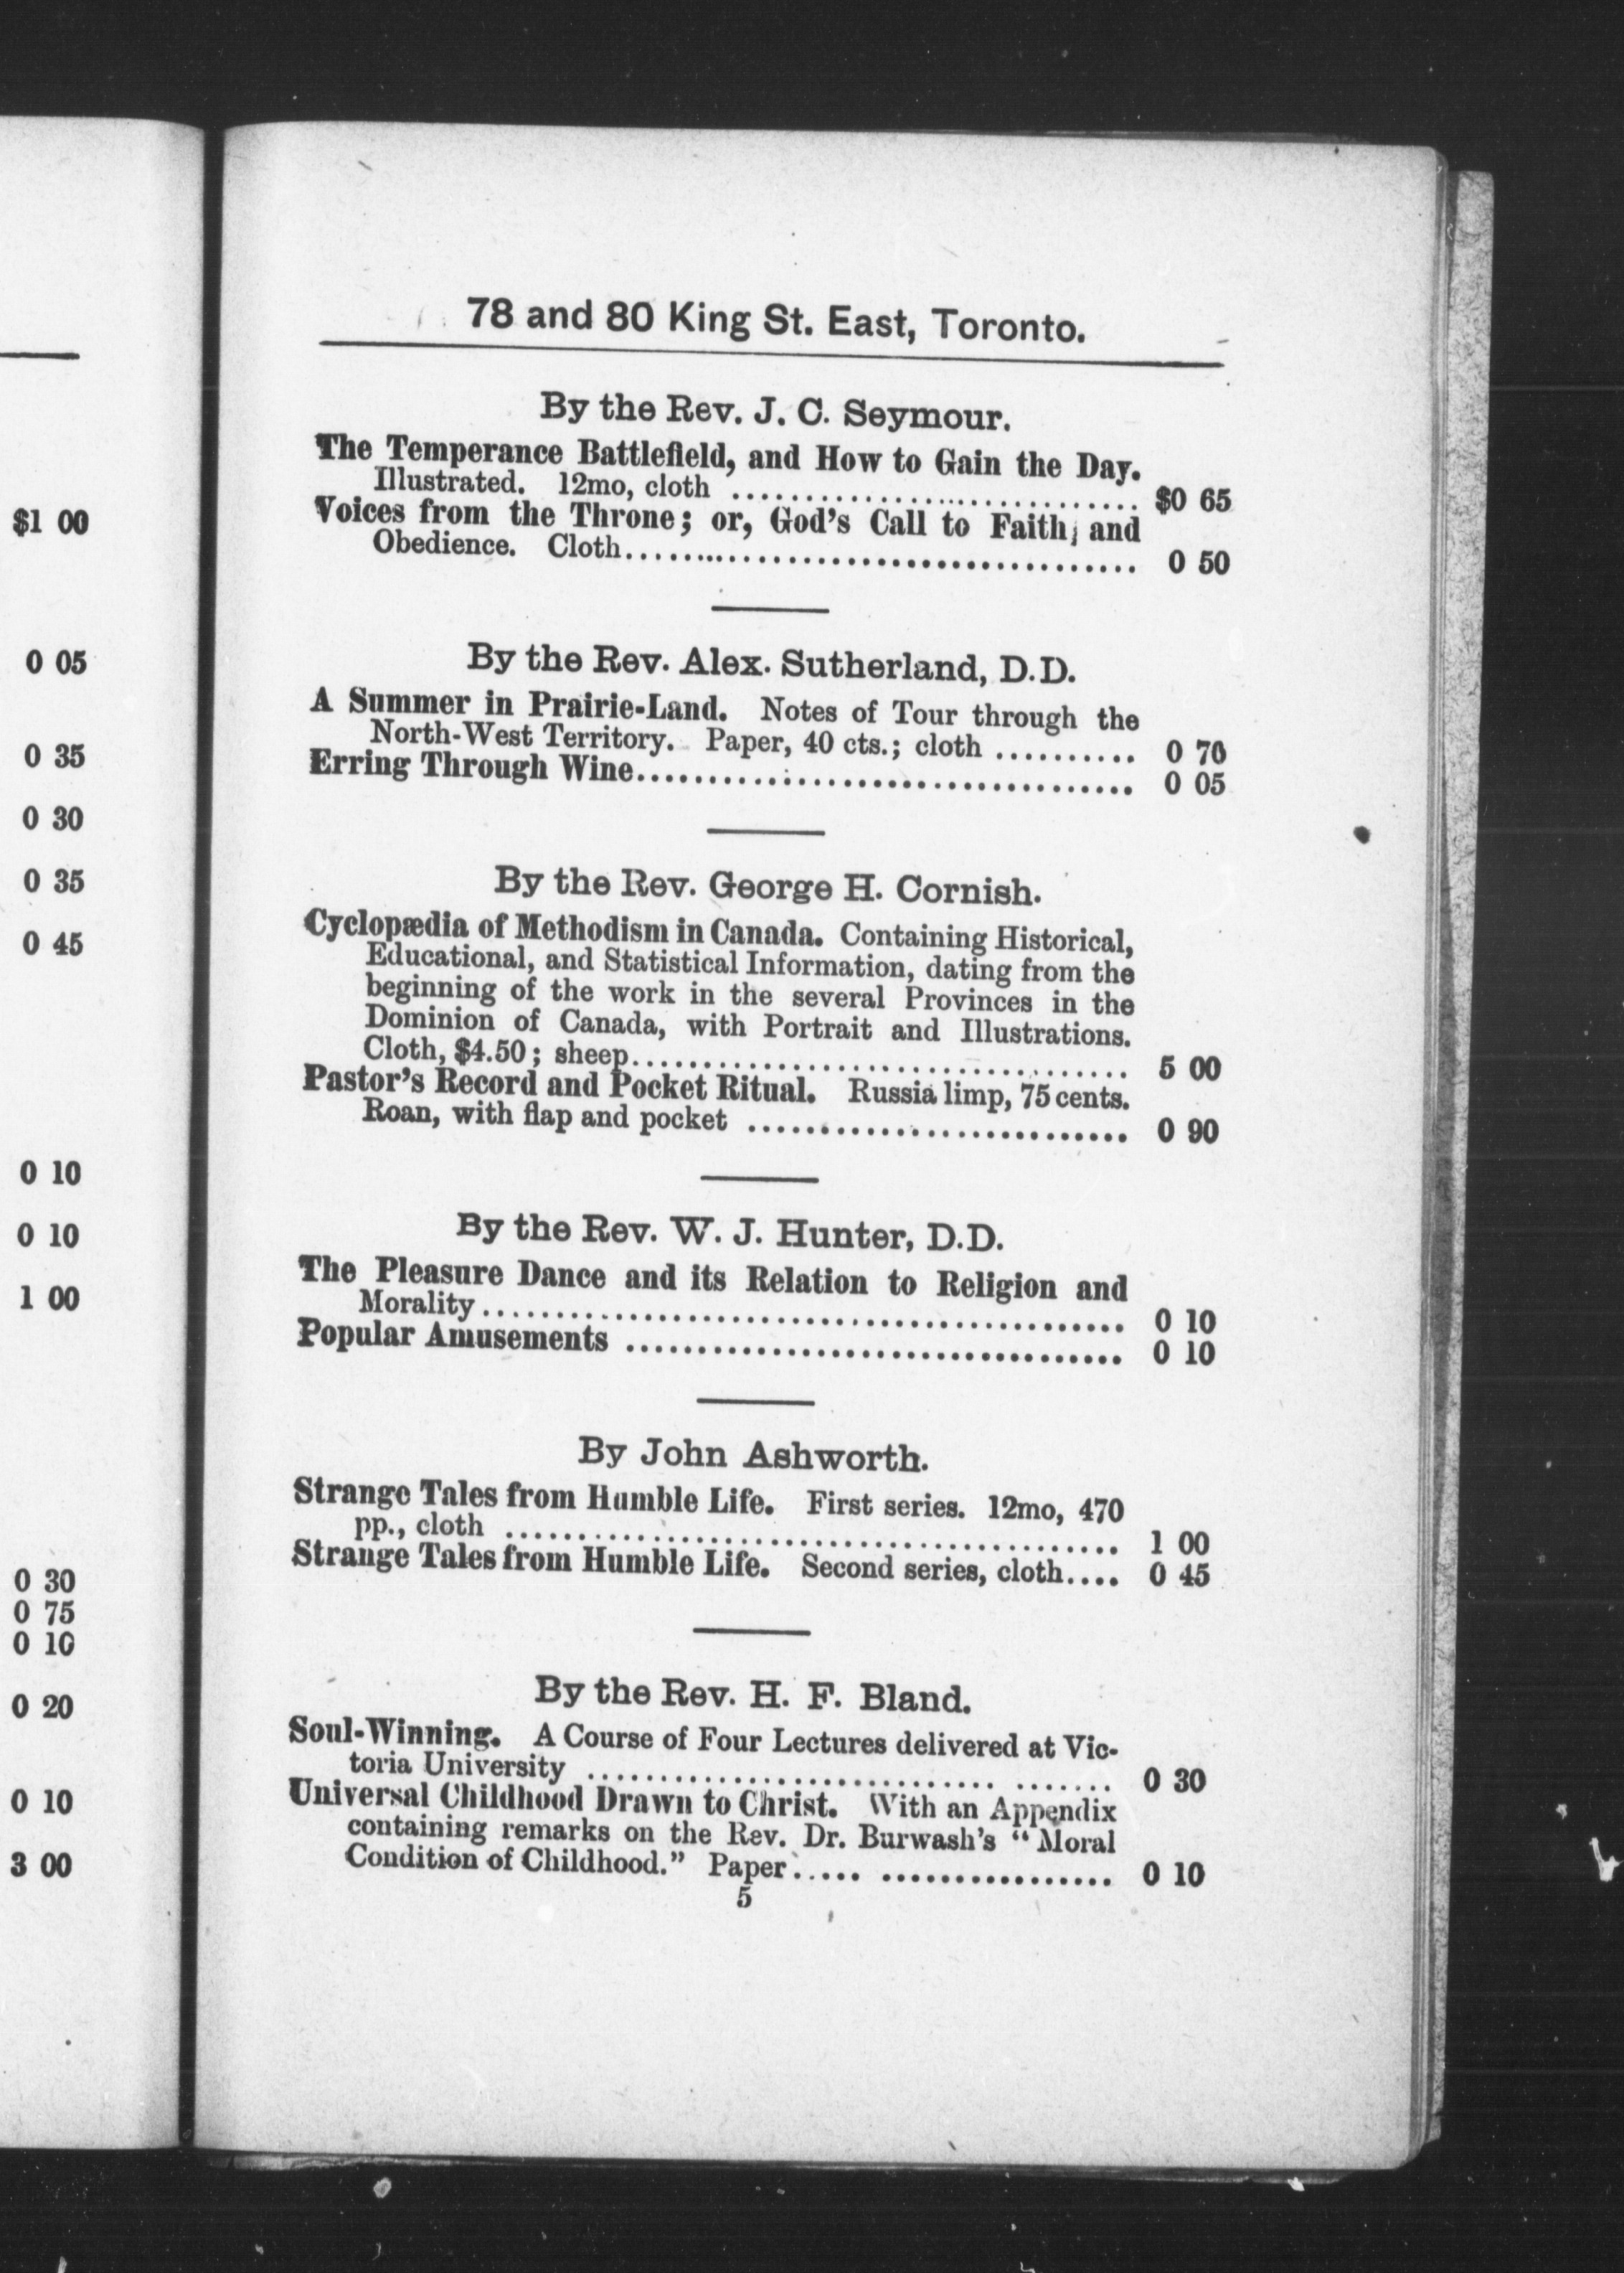 $1 00
0 05
0 35
0 30
0 35
0 45
0 10
0 10
1 00
0 30
0 75
0 10
0 20
0 10
3 00
78 and 80 King St. East, Toronto.
By the Rev. J. C. Seymour.
The Temperance Battlefield, and How to Gain the Day.
Illustrated. 12mo, cloth ............................ $0 65
Voices from the Throne; or, God's Call to Faith, and
Obedience. Cloth.................................... 0 50
By the Rev. Alex. Sutherland, D.D.
A Summer in Prairie-Land. Notes of Tour through the
North-West Territory. Paper, 40 cts.; cloth .......... 0 70
Erring Through Wine................................... 0 05
By the Rev. George H. Cornish.
Cyclopædia of Methodism in Canada. Containing Historical,
Educational, and Statistical Information, dating from the
beginning of the work in the several Provinces in the
Dominion of Canada, with Portrait and Illustrations.
Cloth, $4.50; sheep................................... 5 00
Pastor's Record and Pocket Ritual. Russia limp, 75 cents.
Roan, with flap and pocket .......................... 0 90
By the Rev. W. J. Hunter, D.D.
The Pleasure Dance and its Relation to Religion and
Morality............................................. 0 10
Popular Amusements ................................... 0 10
By John Ashworth.
Strange Tales from Humble Life. First series. 12mo, 470
pp., cloth .......................................... 1 00
Strange Tales from Humble Life. Second series, cloth.... 0 45
By the Rev. H. F. Bland.
Soul-Winning. A Course of Four Lectures delivered at Vic-
toria University ............................ ....... 0 30
Universal Childhood Drawn to Christ. With an Appendix
containing remarks on the Rev. Dr. Burwash's "Moral
Condition of Childhood." Paper..... ................ 0 10
5